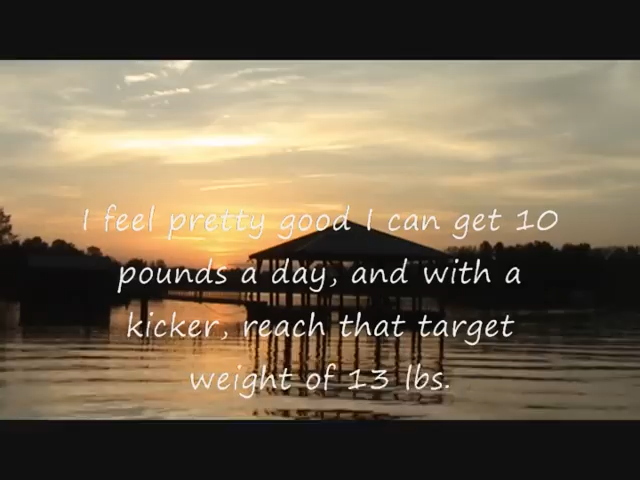 I feel pretty good I can get 10
pounds a day, and with a
kicker, reach that target
weight of 13 lbs.